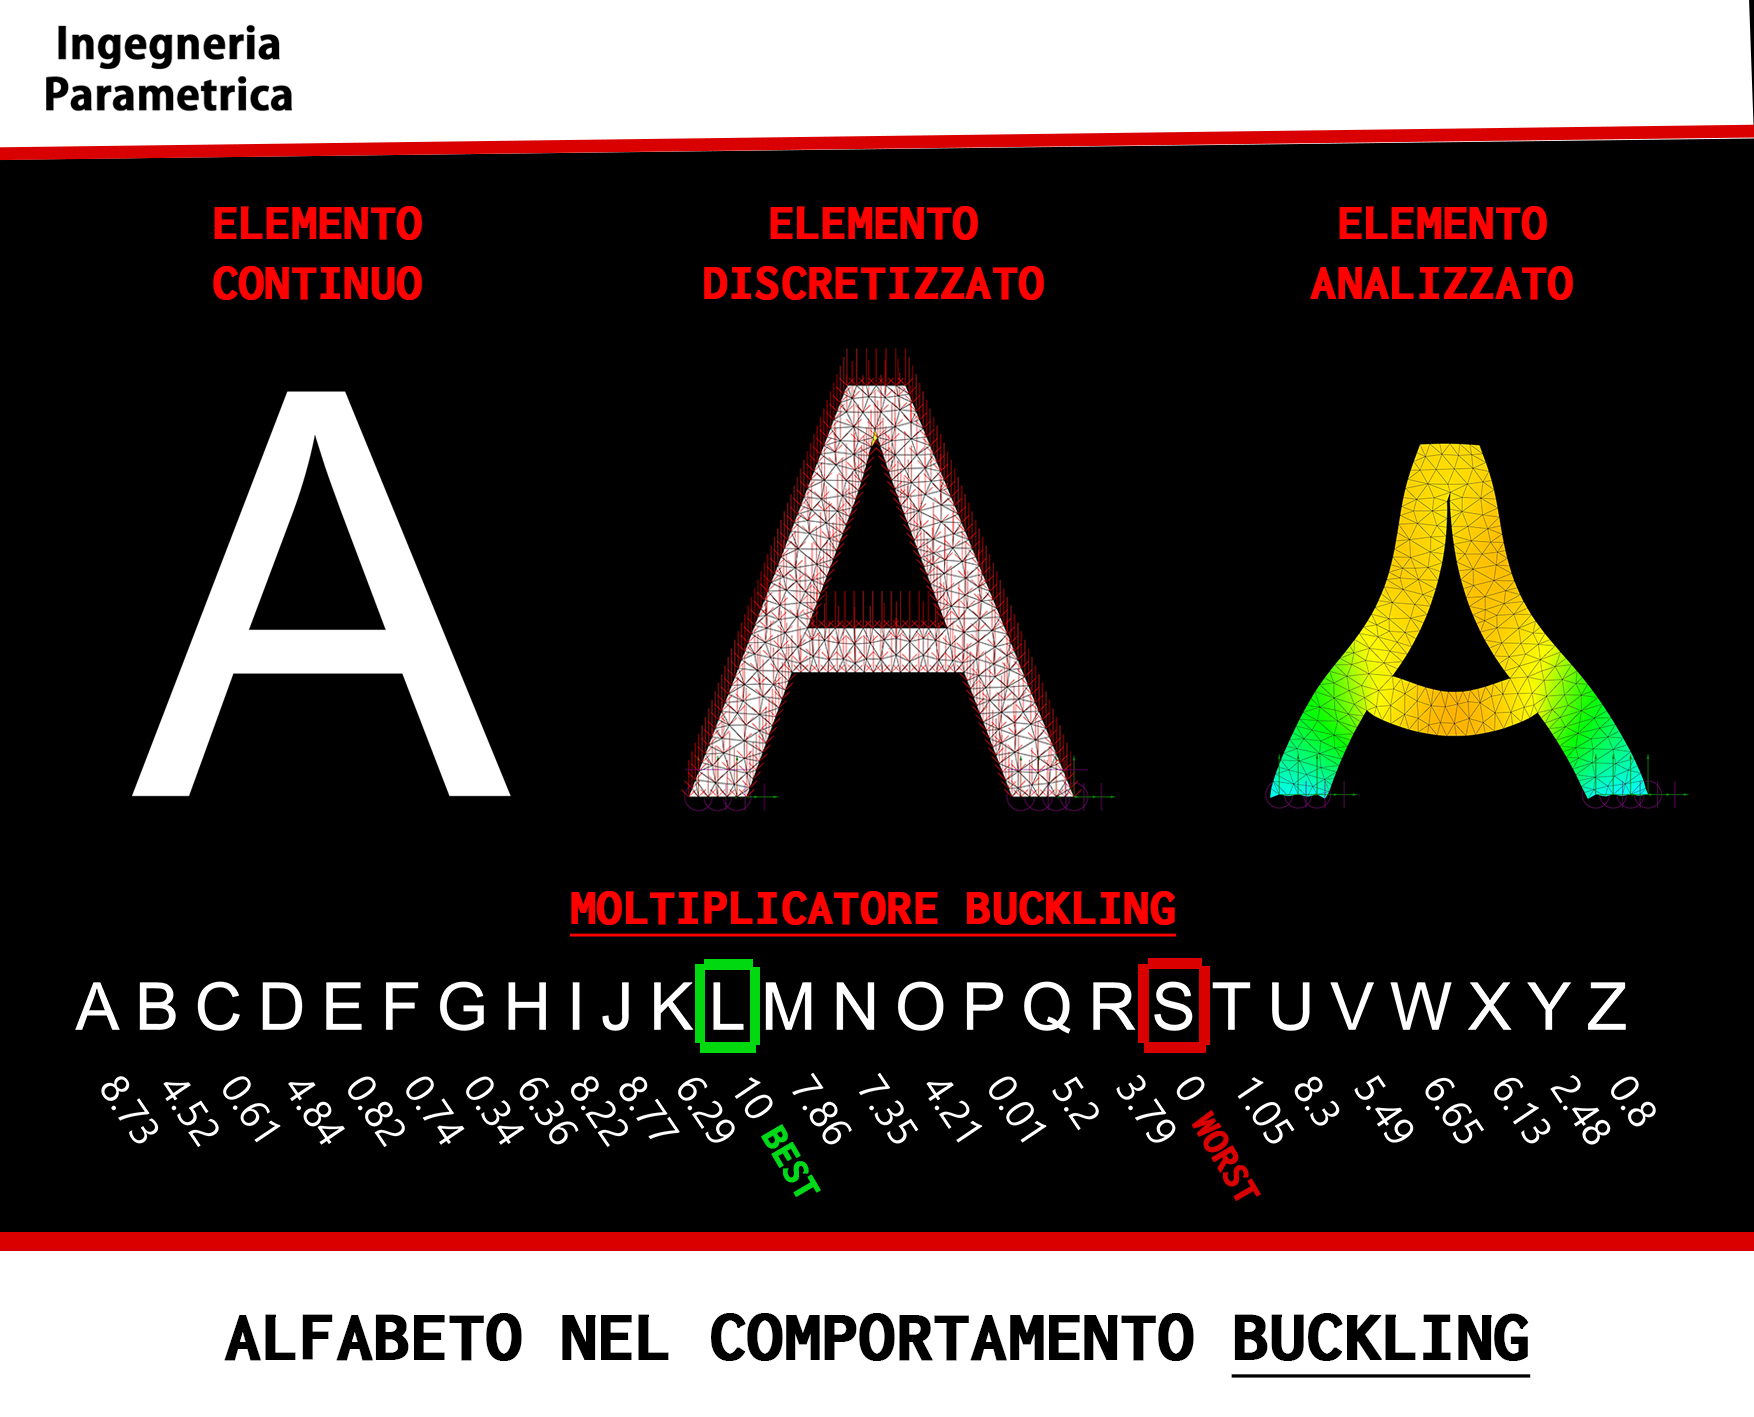 Ingegneria
Parametrica
ELEMENTO
CONTINUO
ELEMENTO
DISCRETIZZATO
ELEMENTO
ANALIZZATO
A
MOLTIPLICATORE BUCKLING
A B C D E F G H I J K L M N O P Q R S T U V W X Y Z
8.73 4.52 0.61 4.84 0.82 0.74 0.34 6.36 8.22 8.77 6.29 10 BEST 7.86 7.35 4.21 0.01 5.2 3.79 0 WORST 1.05 8.3 5.49 6.65 6.13 2.48 0.8
ALFABETO NEL COMPORTAMENTO BUCKLING